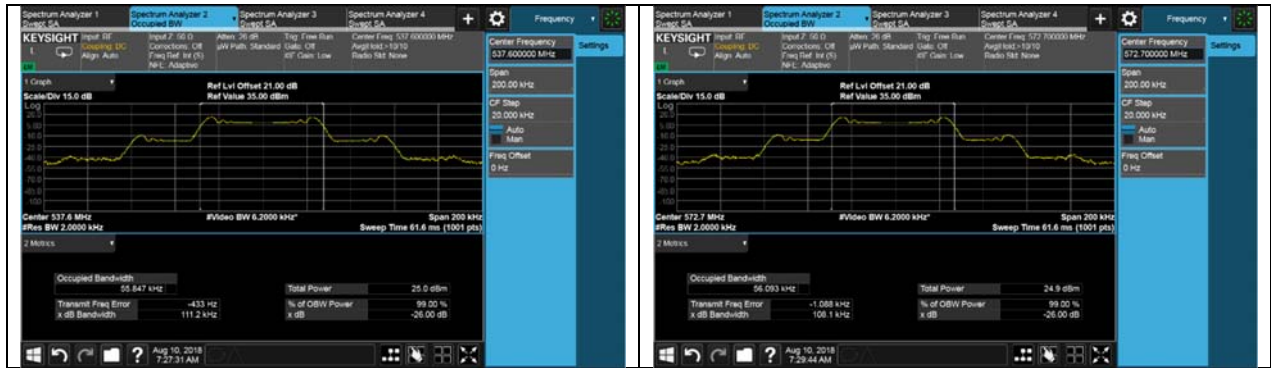 Spectrum Analyzer 1
Swept SA
Spectrum Analyzer 2
Occupied BW
Spectrum Analyzer 3
Swept SA
Spectrum Analyzer 4
Swept SA
+
Frequency
KEYSIGHT
Input: RF
Coupling: DC
Align: Auto
Input Z: 50 Ω
Corrections: Off
Freq Ref: Int (S)
NFE: Adaptive
Atten: 26 dB
µW Path: Standard
Trig: Free Run
Gate: Off
#IF Gain: Low
Center Freq: 537.600000 MHz
Avg|Hold:>10/10
Radio Std: None
Center Frequency
537.600000 MHz
Settings
Span
200.00 kHz
CF Step
20.000 kHz
Auto
Man
Freq Offset
0 Hz
1 Graph
Scale/Div 15.0 dB
Log
Ref Lvl Offset 21.00 dB
Ref Value 35.00 dBm
Center 537.6 MHz
#Res BW 2.0000 kHz
#Video BW 6.2000 kHz*
Span 200 kHz
Sweep Time 61.6 ms (1001 pts)
2 Metrics
Occupied Bandwidth
55.847 kHz
Total Power 25.0 dBm
Transmit Freq Error -433 Hz
% of OBW Power 99.00 %
x dB Bandwidth 111.2 kHz
x dB -26.00 dB
Aug 10, 2018
7:27:31 AM
Spectrum Analyzer 1
Swept SA
Spectrum Analyzer 2
Occupied BW
Spectrum Analyzer 3
Swept SA
Spectrum Analyzer 4
Swept SA
+
Frequency
KEYSIGHT
Input: RF
Coupling: DC
Align: Auto
Input Z: 50 Ω
Corrections: Off
Freq Ref: Int (S)
NFE: Adaptive
Atten: 26 dB
µW Path: Standard
Trig: Free Run
Gate: Off
#IF Gain: Low
Center Freq: 572.700000 MHz
Avg|Hold:>10/10
Radio Std: None
Center Frequency
572.700000 MHz
Settings
Span
200.00 kHz
CF Step
20.000 kHz
Auto
Man
Freq Offset
0 Hz
1 Graph
Scale/Div 15.0 dB
Log
Ref Lvl Offset 21.00 dB
Ref Value 35.00 dBm
Center 572.7 MHz
#Res BW 2.0000 kHz
#Video BW 6.2000 kHz*
Span 200 kHz
Sweep Time 61.6 ms (1001 pts)
2 Metrics
Occupied Bandwidth
56.093 kHz
Total Power 24.9 dBm
Transmit Freq Error -1.088 kHz
% of OBW Power 99.00 %
x dB Bandwidth 108.1 kHz
x dB -26.00 dB
Aug 10, 2018
7:29:44 AM